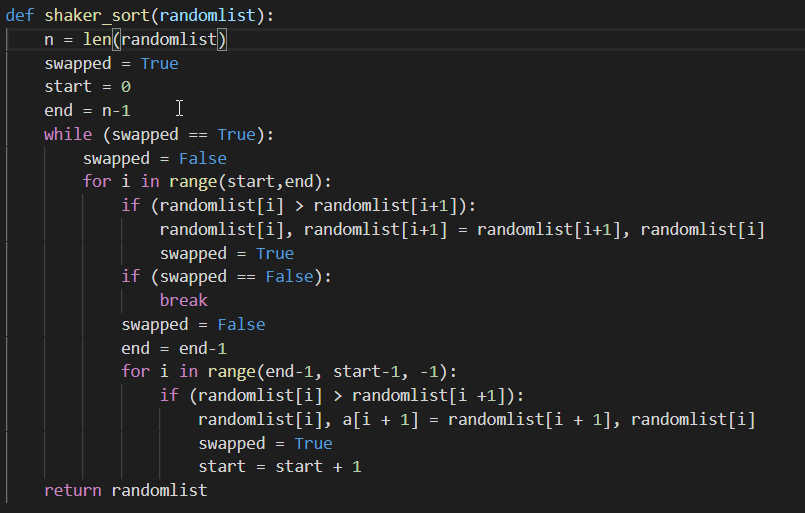 def shaker_sort(randomlist):
    n = len(randomlist)
    swapped = True
    start = 0
    end = n-1
    while (swapped == True):
        swapped = False
        for i in range(start,end):
            if (randomlist[i] > randomlist[i+1]):
                randomlist[i], randomlist[i+1] = randomlist[i+1], randomlist[i]
                swapped = True
            if (swapped == False):
                break
            swapped = False
            end = end-1
            for i in range(end-1, start-1, -1):
                if (randomlist[i] > randomlist[i +1]):
                    randomlist[i], a[i + 1] = randomlist[i + 1], randomlist[i]
                    swapped = True
                    start = start + 1
    return randomlist